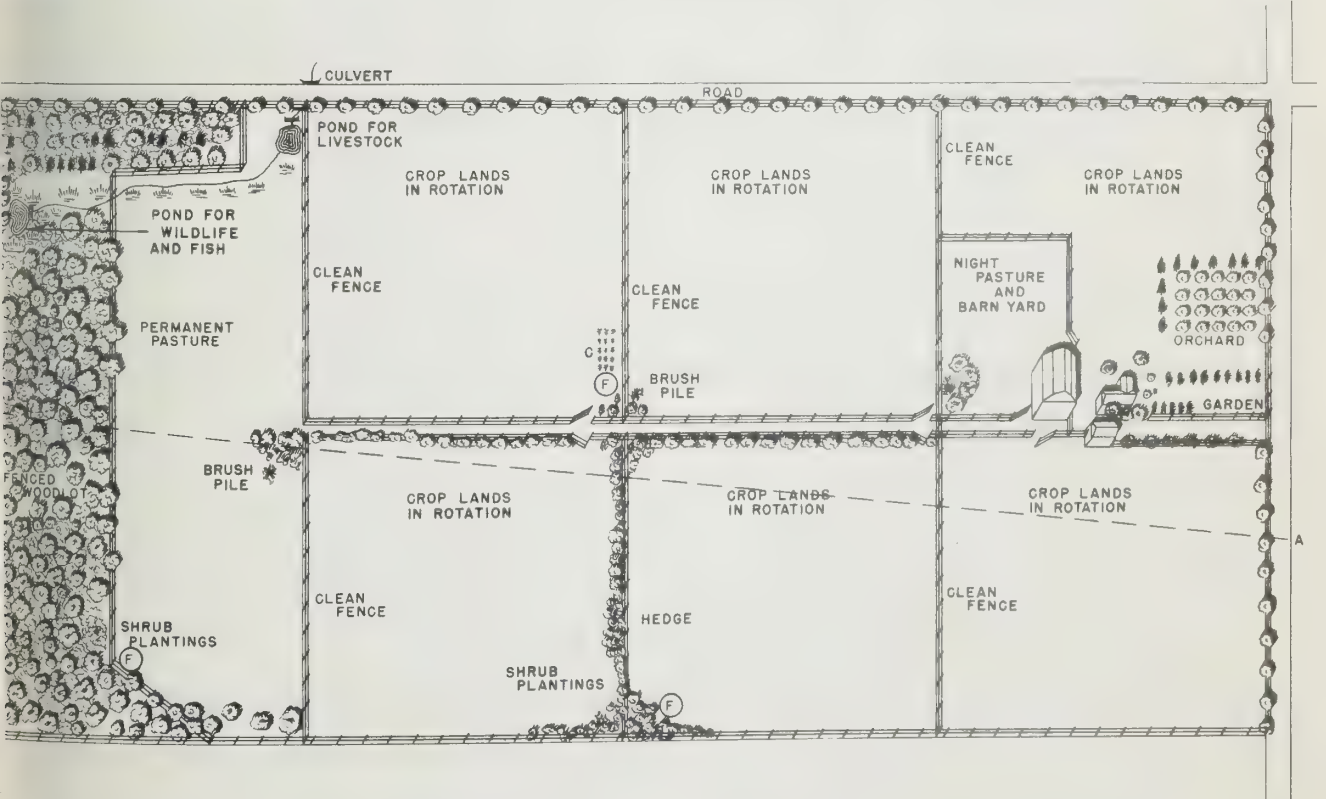 CULVERT
ROAD
POND FOR
LIVESTOCK
CROP LANDS
IN ROTATION
CROP LANDS
IN ROTATION
CLEAN
FENCE
CROP LANDS
IN ROTATION
POND FOR
WILDLIFE
AND FISH
CLEAN
FENCE
CLEAN
FENCE
NIGHT
PASTURE
AND
BARN YARD
PERMANENT
PASTURE
ORCHARD
C
F
BRUSH
PILE
GARDEN
FENCED
WOODLOT
BRUSH
PILE
CROP LANDS
IN ROTATION
CROP LANDS
IN ROTATION
CROP LANDS
IN ROTATION
A
CLEAN
FENCE
HEDGE
CLEAN
FENCE
SHRUB
PLANTINGS
F
SHRUB
PLANTINGS
F